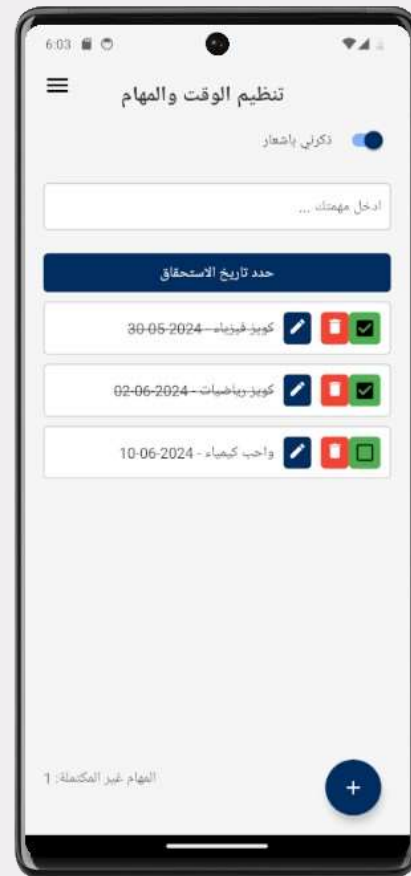 6:03
تنظيم الوقت والمهام
ذكرني باشعار
ادخل مهمتك ...
حدد تاريخ الاستحقاق
كويز فيزياء - 2024-05-30
كويز رياضيات - 2024-06-02
واجب كيمياء - 2024-06-10
المهام غير المكتملة: 1
+